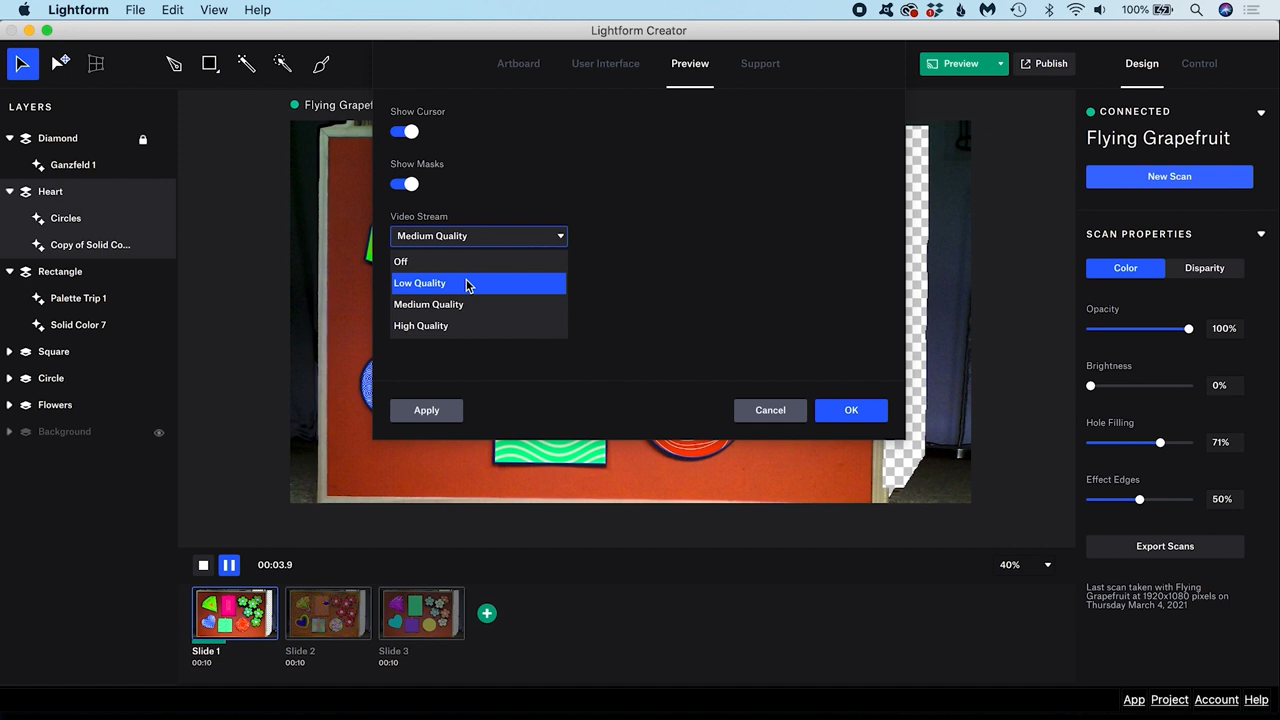 Lightform File Edit View Help
100%
Lightform Creator
Artboard User Interface Preview Support
Preview Publish
Design Control
LAYERS
Diamond
Ganzfeld 1
Heart
Circles
Copy of Solid Co...
Rectangle
Palette Trip 1
Solid Color 7
Square
Circle
Flowers
Background
Flying Grapef
Show Cursor
Show Masks
Video Stream
Medium Quality
Off
Low Quality
Medium Quality
High Quality
Apply Cancel OK
CONNECTED
Flying Grapefruit
New Scan
SCAN PROPERTIES
Color Disparity
Opacity
100%
Brightness
0%
Hole Filling
71%
Effect Edges
50%
Export Scans
Last scan taken with Flying
Grapefruit at 1920x1080 pixels on
Thursday March 4, 2021
00:03.9
40%
Slide 1 Slide 2 Slide 3
00:10 00:10 00:10
App Project Account Help